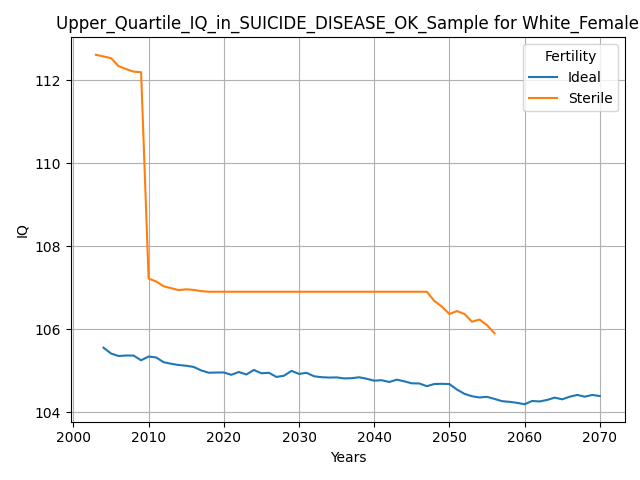 Upper_Quartile_IQ_in_SUICIDE_DISEASE_OK_Sample for White_Female
Fertility
Ideal
Sterile
112
110
108
106
104
IQ
2000 2010 2020 2030 2040 2050 2060 2070
Years